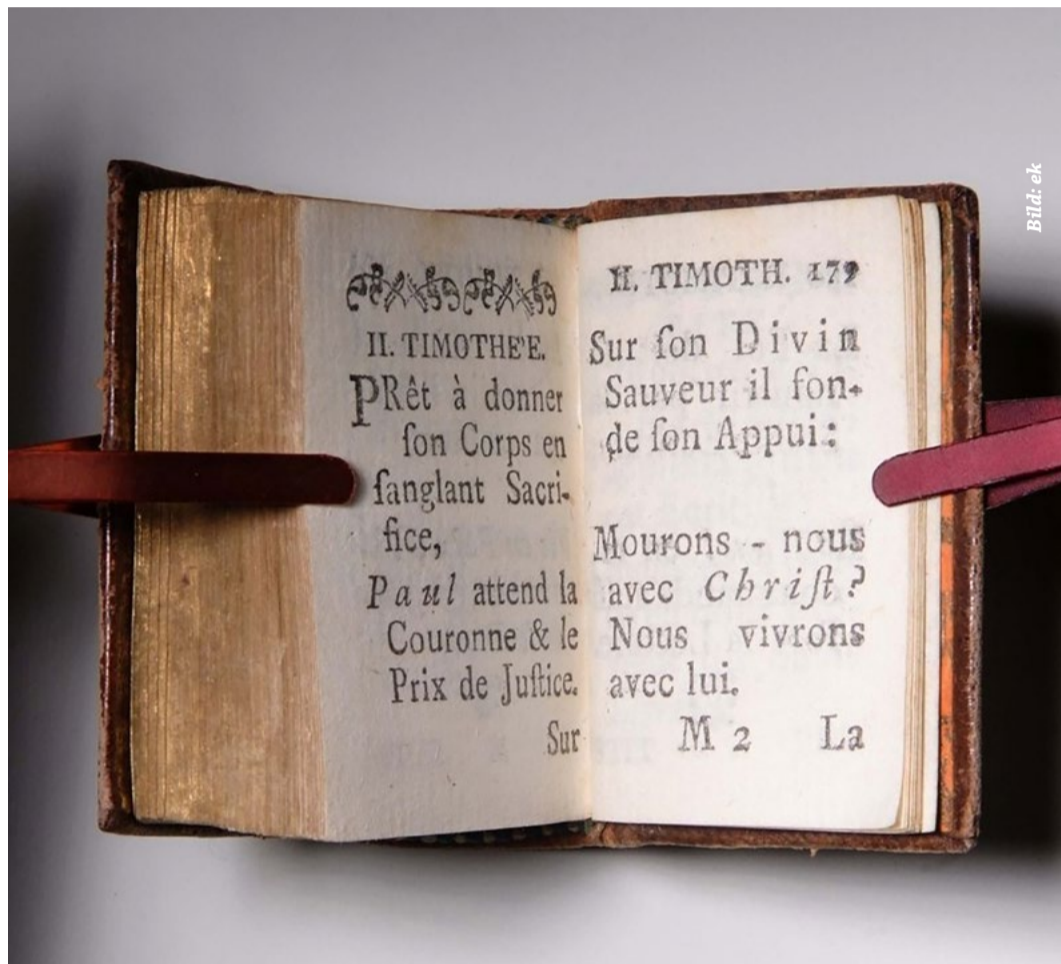 II. TIMOTHE'E.
PRêt à donner
ſon Corps en
ſanglant Sacri-
fice,
Paul attend la
Couronne & le
Prix de Juſtice.
Sur
II. TIMOTH. 179
Sur ſon Divin
Sauveur il fon-
de ſon Appui:
Mourons - nous
avec Chriſt?
Nous vivrons
avec lui.
M 2 La
Bild: ek